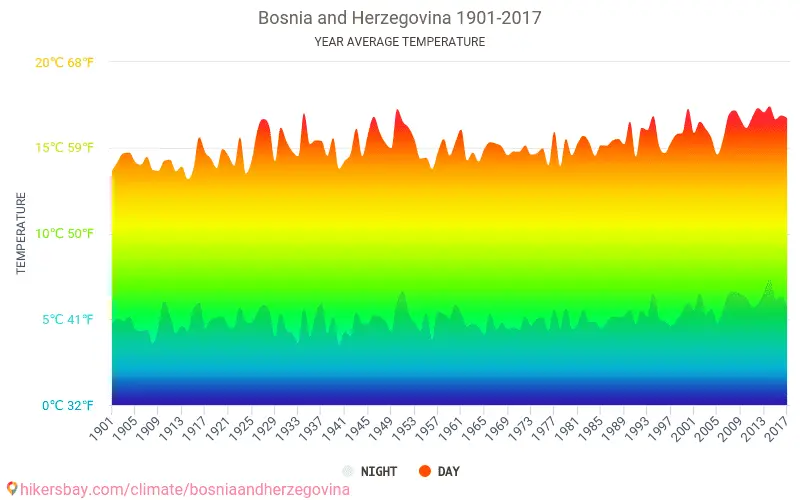 Bosnia and Herzegovina 1901-2017
YEAR AVERAGE TEMPERATURE
20℃ 68℉
15℃ 59℉
10℃ 50℉
5℃ 41℉
0℃ 32℉
TEMPERATURE
1901 1905 1909 1913 1917 1921 1925 1929 1933 1937 1941 1945 1949 1953 1957 1961 1965 1969 1973 1977 1981 1985 1989 1993 1997 2001 2005 2009 2013 2017
NIGHT DAY
hikersbay.com/climate/bosniaandherzegovina